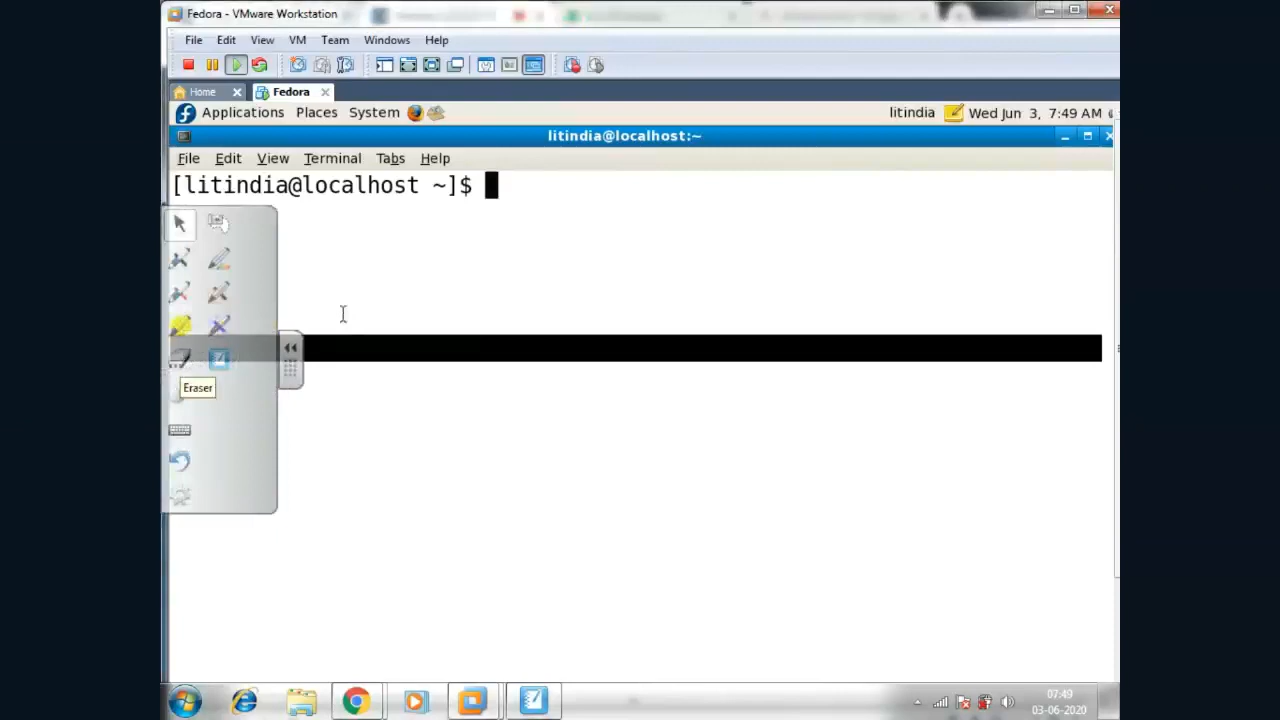 Fedora - VMware Workstation
File Edit View VM Team Windows Help
Home Fedora
Applications Places System litindia Wed Jun 3, 7:49 AM
litindia@localhost:~
File Edit View Terminal Tabs Help
[litindia@localhost ~]$
Eraser
07:49
03-06-2020